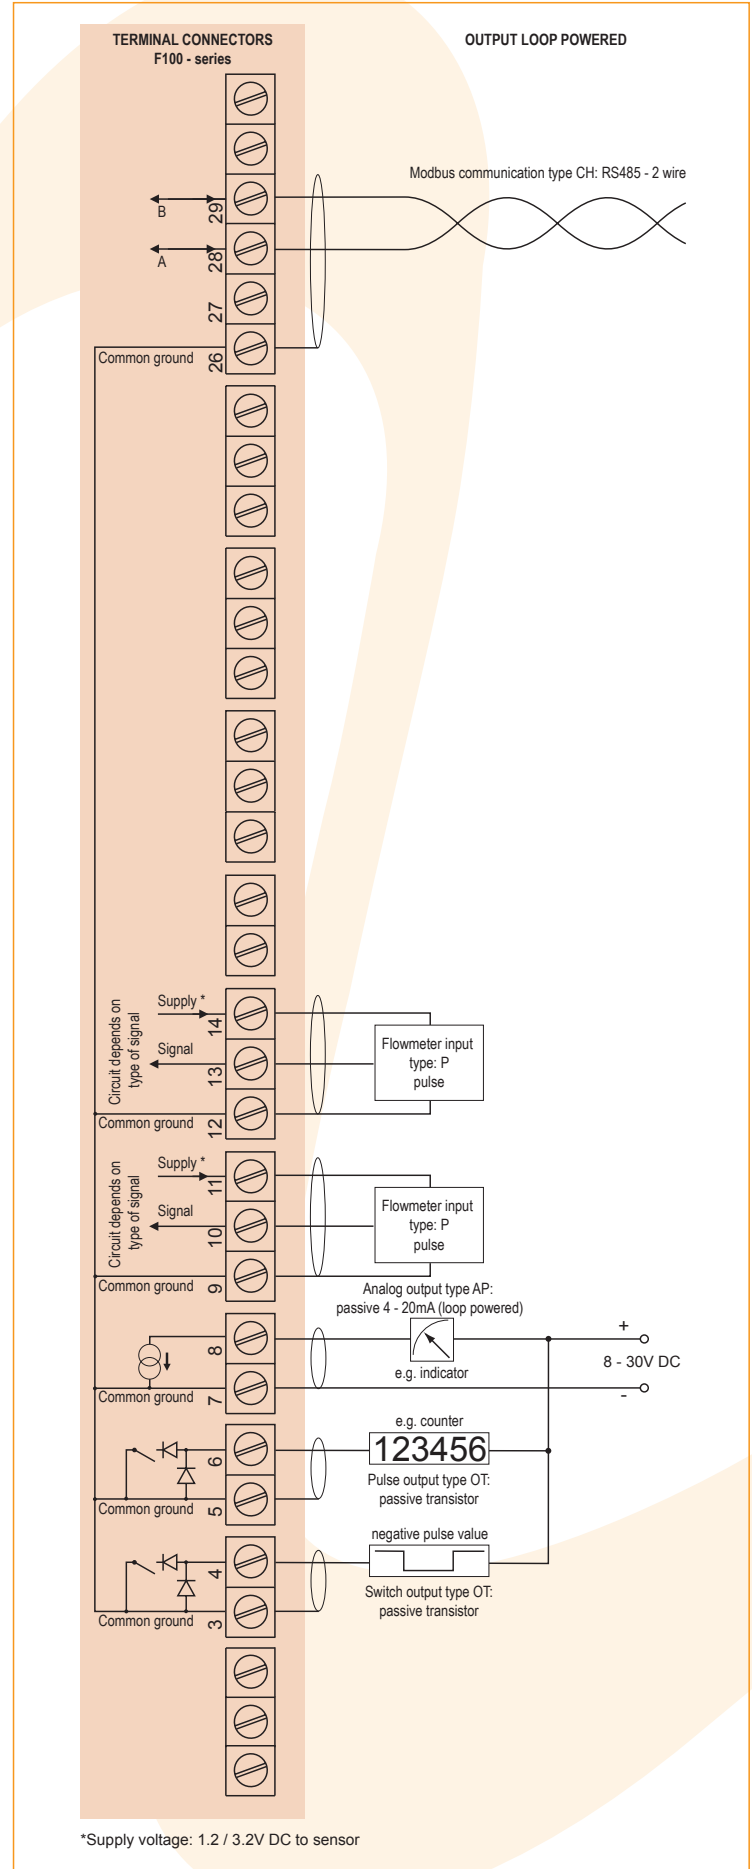 TERMINAL CONNECTORS
F100 - series
OUTPUT LOOP POWERED
Modbus communication type CH: RS485 - 2 wire
B
29
A
28
27
Common ground
26
Circuit depends on
type of signal
Supply *
14
Signal
13
Common ground
12
Flowmeter input
type: P
pulse
Circuit depends on
type of signal
Supply *
11
Signal
10
Common ground
9
Flowmeter input
type: P
pulse
Analog output type AP:
passive 4 - 20mA (loop powered)
8
e.g. indicator
+
8 - 30V DC
-
Common ground
7
e.g. counter
6
123456
Pulse output type OT:
passive transistor
Common ground
5
negative pulse value
4
Switch output type OT:
passive transistor
Common ground
3
*Supply voltage: 1.2 / 3.2V DC to sensor